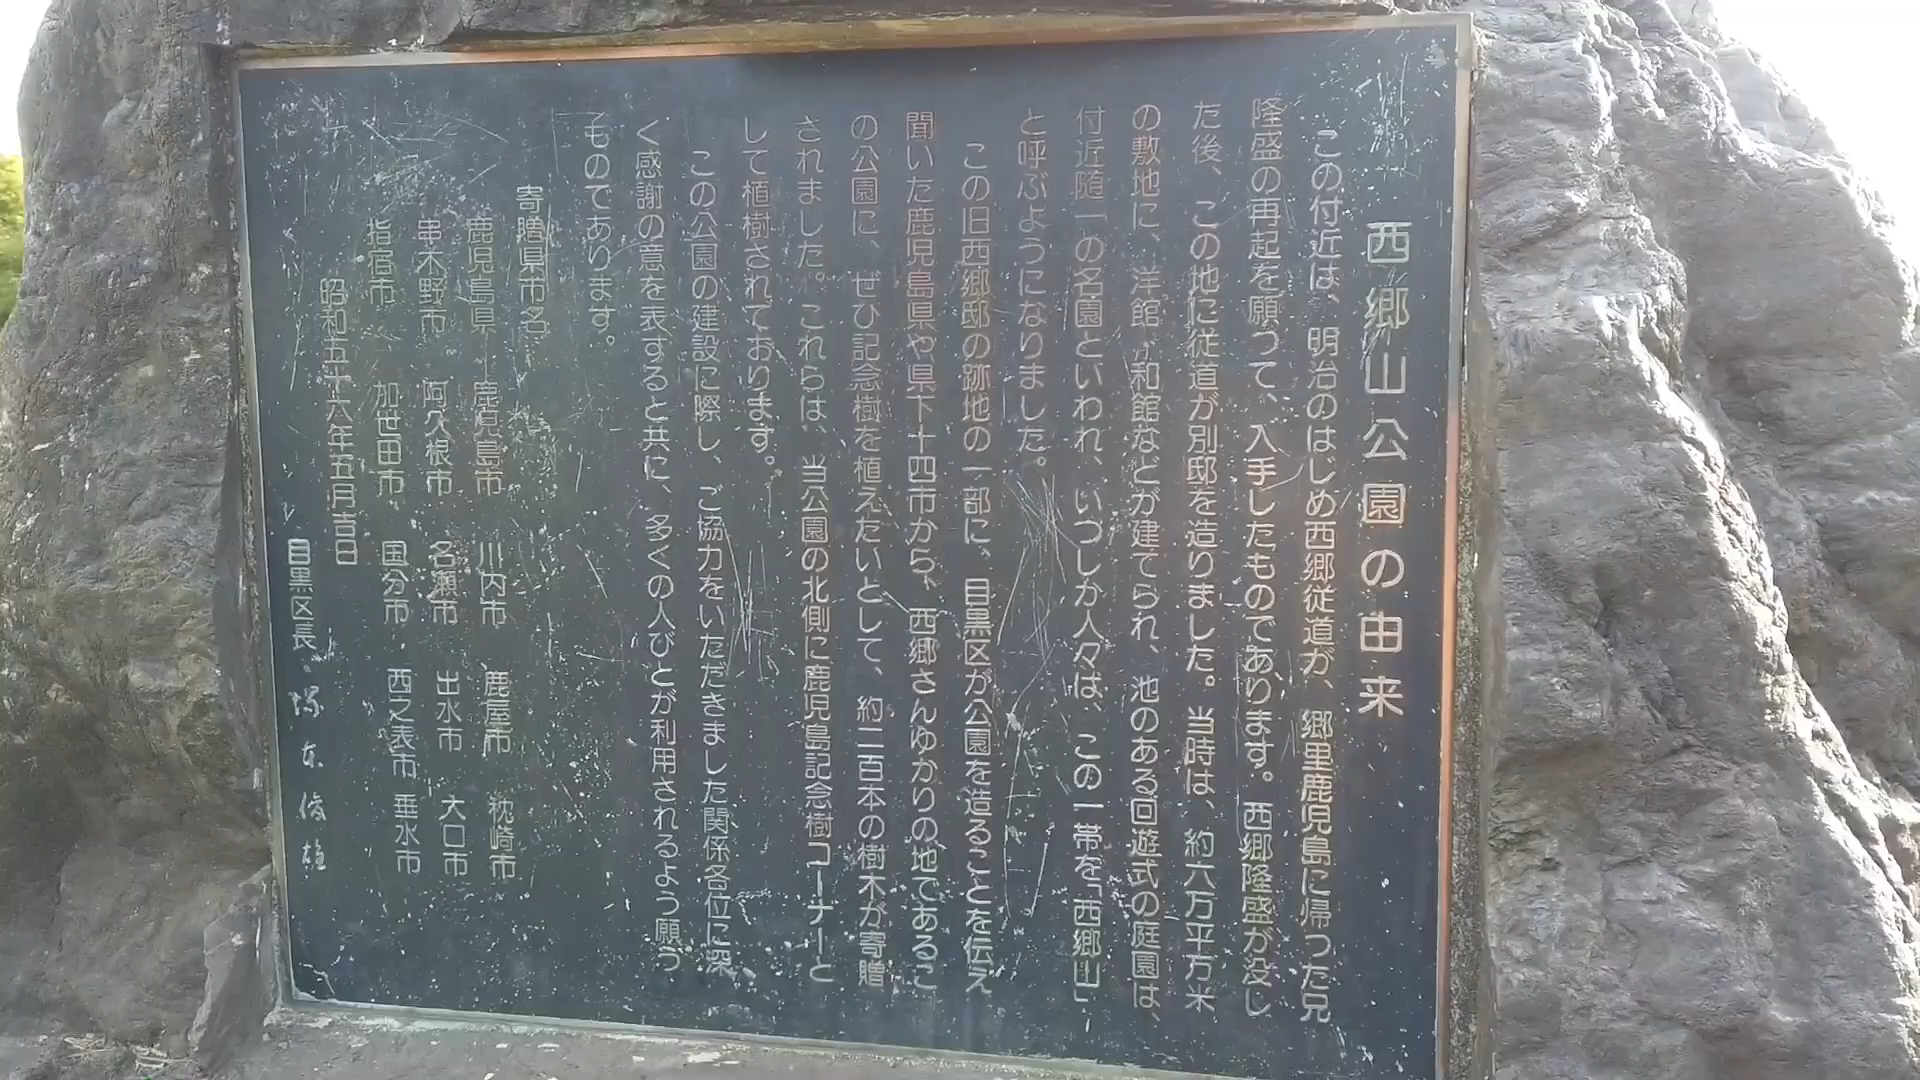 西郷山公園の由来
この付近は、明治のはじめ西郷従道が、郷里鹿児島に帰った兄
隆盛の再起を願って、入手したものであります。西郷隆盛が没し
た後、この地に従道が別邸を造りました。当時は、約六万平方米
の敷地に、洋館、和館などが建てられ、池のある回遊式の庭園は、
付近随一の名園といわれ、いつしか人々は、この一帯を「西郷山」
と呼ぶようになりました。
この旧西郷邸の跡地の一部に、目黒区が公園を造ることを伝え
聞いた鹿児島県や県下十四市から、西郷さんゆかりの地であるこ
の公園に、ぜひ記念樹を植えたいとして、約二百本の樹木が寄贈
されました。これらは、当公園の北側に鹿児島記念樹コーナーと
して植樹されております。
この公園の建設に際し、ご協力をいただきました関係各位に深
く感謝の意を表すると共に、多くの人びとが利用されるよう願う
ものであります。
寄贈県市名
鹿児島県 鹿児島市 川内市 鹿屋市 枕崎市
串木野市 阿久根市 名瀬市 出水市 大口市
指宿市 加世田市 国分市 西之表市 垂水市
昭和五十六年五月吉日
目黒区長 塚本俊雄